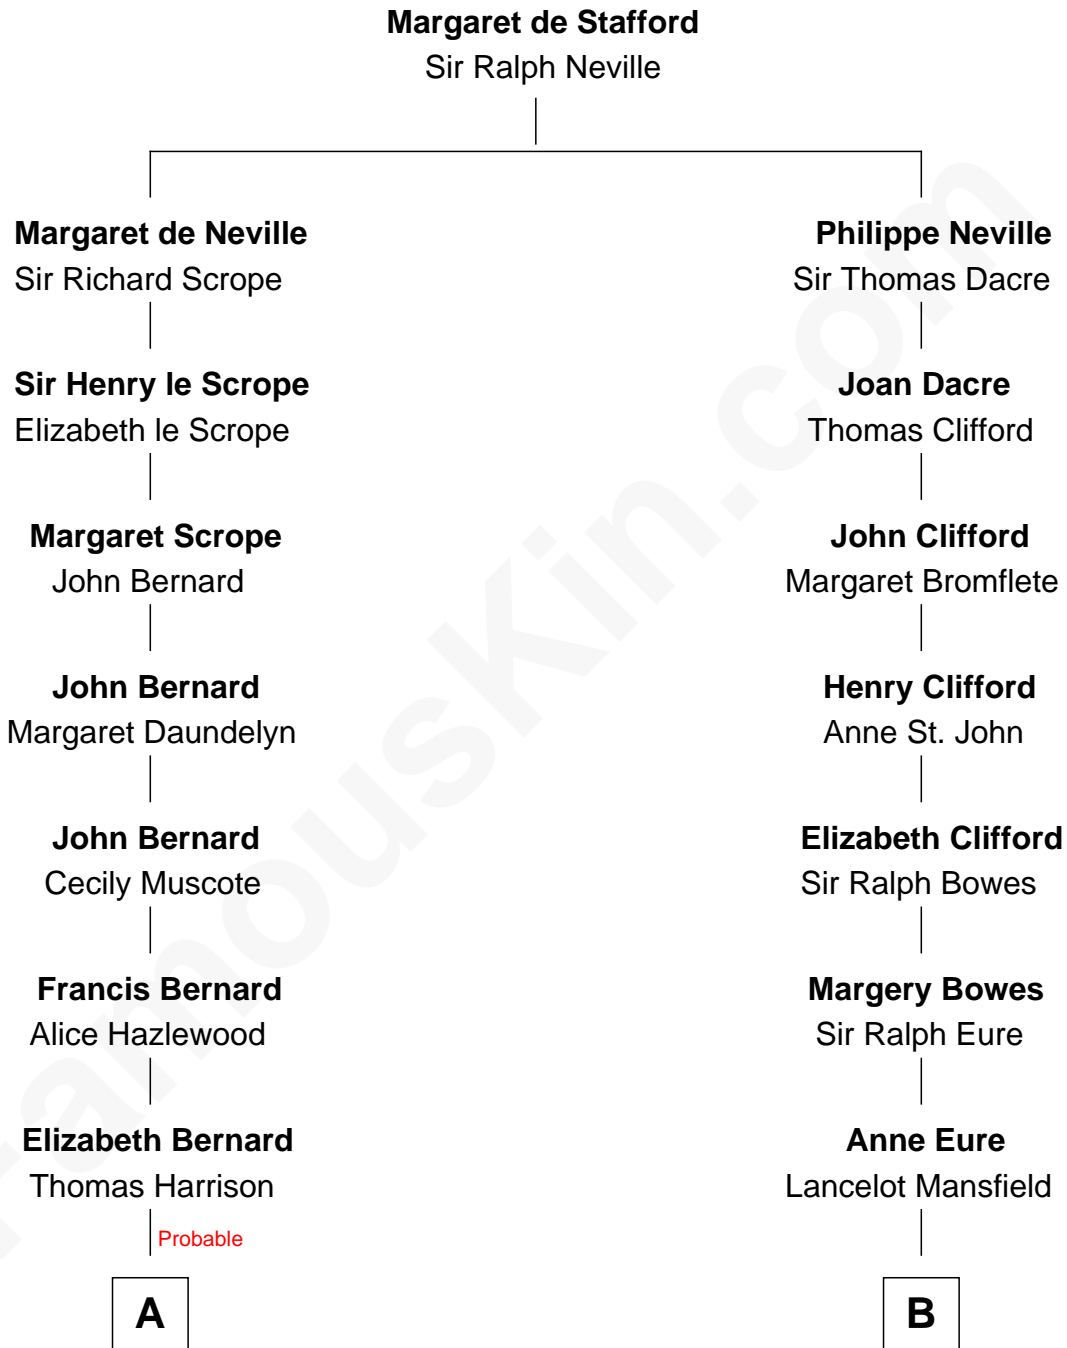 Margaret de Stafford
Sir Ralph Neville
Margaret de Neville
Sir Richard Scrope
Philippe Neville
Sir Thomas Dacre
Sir Henry le Scrope
Elizabeth le Scrope
Joan Dacre
Thomas Clifford
Margaret Scrope
John Bernard
John Clifford
Margaret Bromflete
John Bernard
Margaret Daundelyn
Henry Clifford
Anne St. John
John Bernard
Cecily Muscote
Elizabeth Clifford
Sir Ralph Bowes
Francis Bernard
Alice Hazlewood
Margery Bowes
Sir Ralph Eure
Elizabeth Bernard
Thomas Harrison
Anne Eure
Lancelot Mansfield
Probable
A
B
FamousKin.com